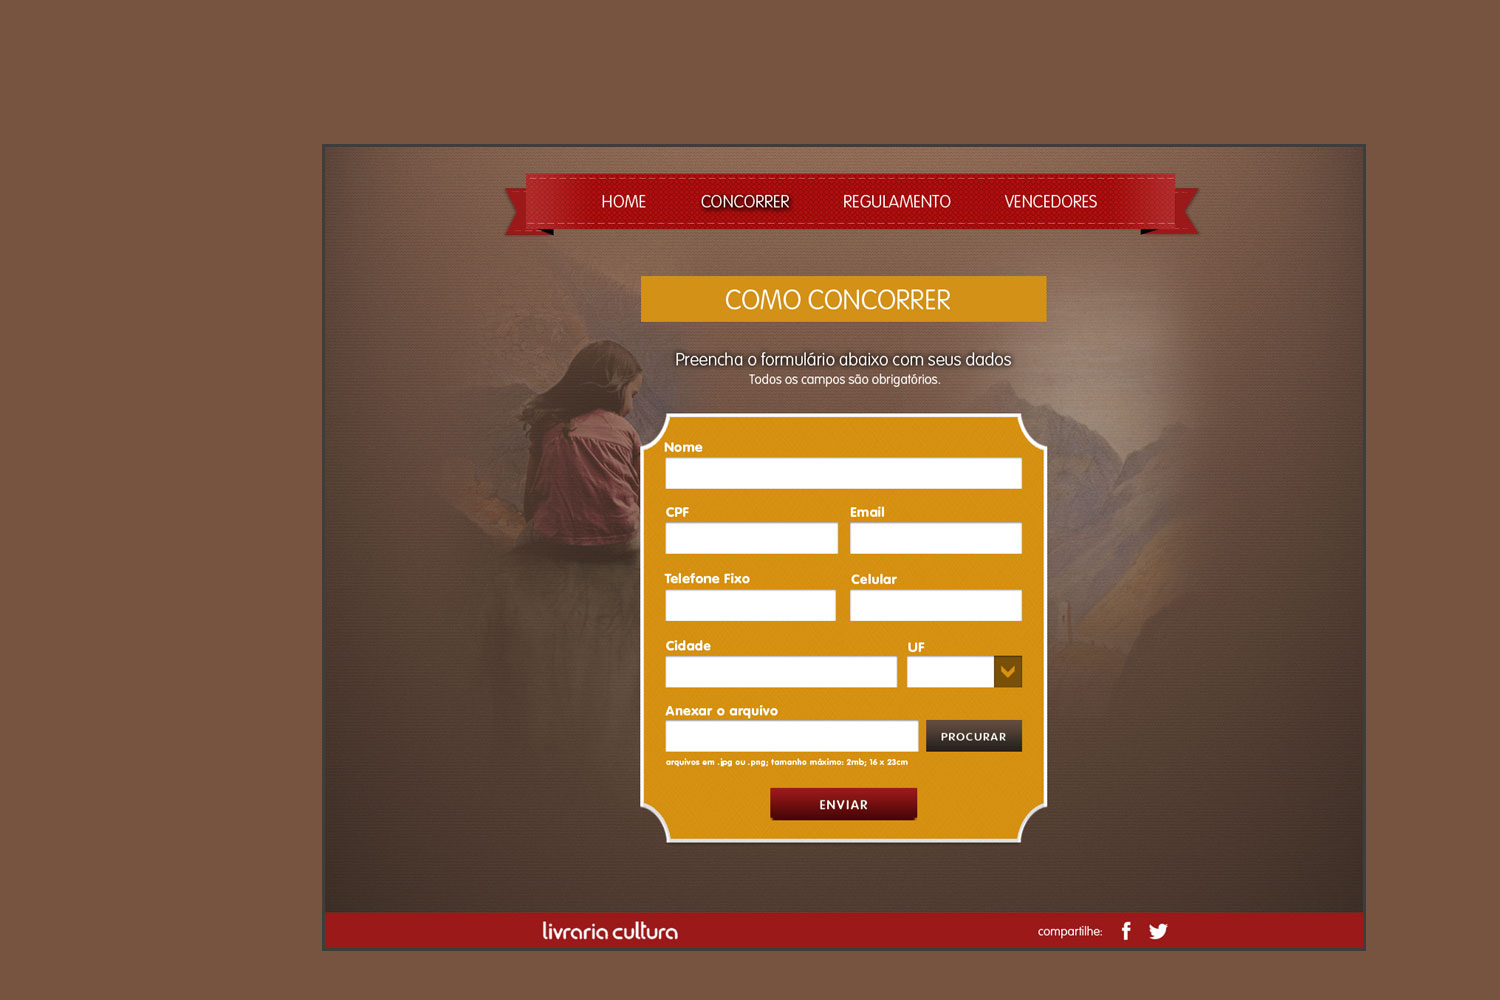 HOME CONCORRER REGULAMENTO VENCEDORES
COMO CONCORRER
Preencha o formulário abaixo com seus dados
Todos os campos são obrigatórios.
Nome
CPF Email
Telefone Fixo Celular
Cidade UF
Anexar o arquivo
PROCURAR
arquivos em .jpg ou .png; tamanho máximo: 2mb; 16 x 23cm
ENVIAR
livraria cultura compartilhe: